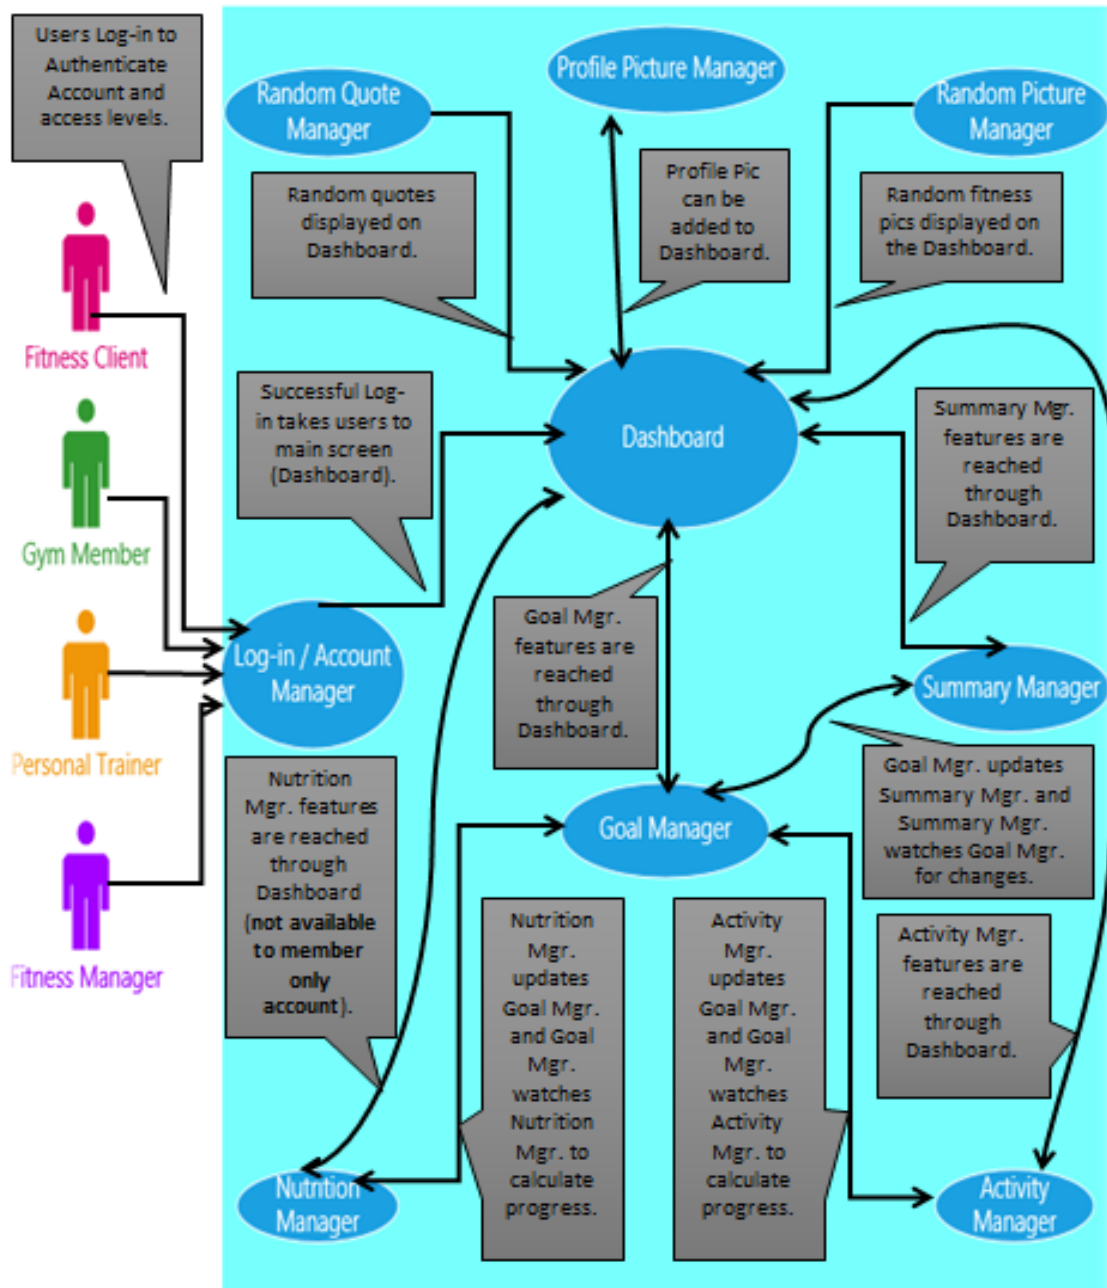 Users Log-in to
Authenticate
Account and
access levels.
Random Quote
Manager
Profile Picture Manager
Random Picture
Manager
Random quotes
displayed on
Dashboard.
Profile Pic
can be
added to
Dashboard.
Random fitness
pics displayed on
the Dashboard.
Fitness Client
Successful Log-
in takes users to
main screen
(Dashboard).
Dashboard
Summary Mgr.
features are
reached
through
Dashboard.
Gym Member
Goal Mgr.
features are
reached
through
Dashboard.
Log-in / Account
Manager
Summary Manager
Personal Trainer
Nutrition
Mgr. features
are reached
through
Dashboard
(not available
to member
only
account).
Goal Manager
Goal Mgr. updates
Summary Mgr. and
Summary Mgr.
watches Goal Mgr.
for changes.
Fitness Manager
Nutrition
Mgr.
updates
Goal Mgr.
and Goal
Mgr.
watches
Nutrition
Mgr. to
calculate
progress.
Activity
Mgr.
updates
Goal Mgr.
and Goal
Mgr.
watches
Activity
Mgr. to
calculate
progress.
Activity Mgr.
features are
reached
through
Dashboard.
Nutrition
Manager
Activity
Manager